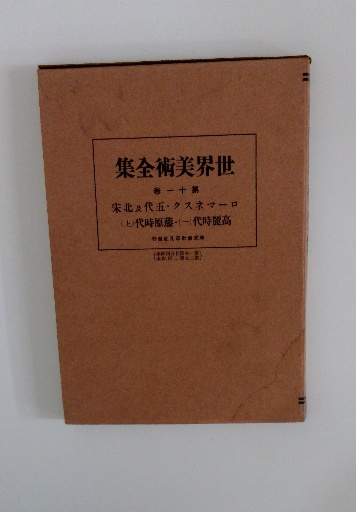 世界美術全集
第十一巻
ロマネスク・五代及北宋
高麗時代(一)・藤原時代(上)